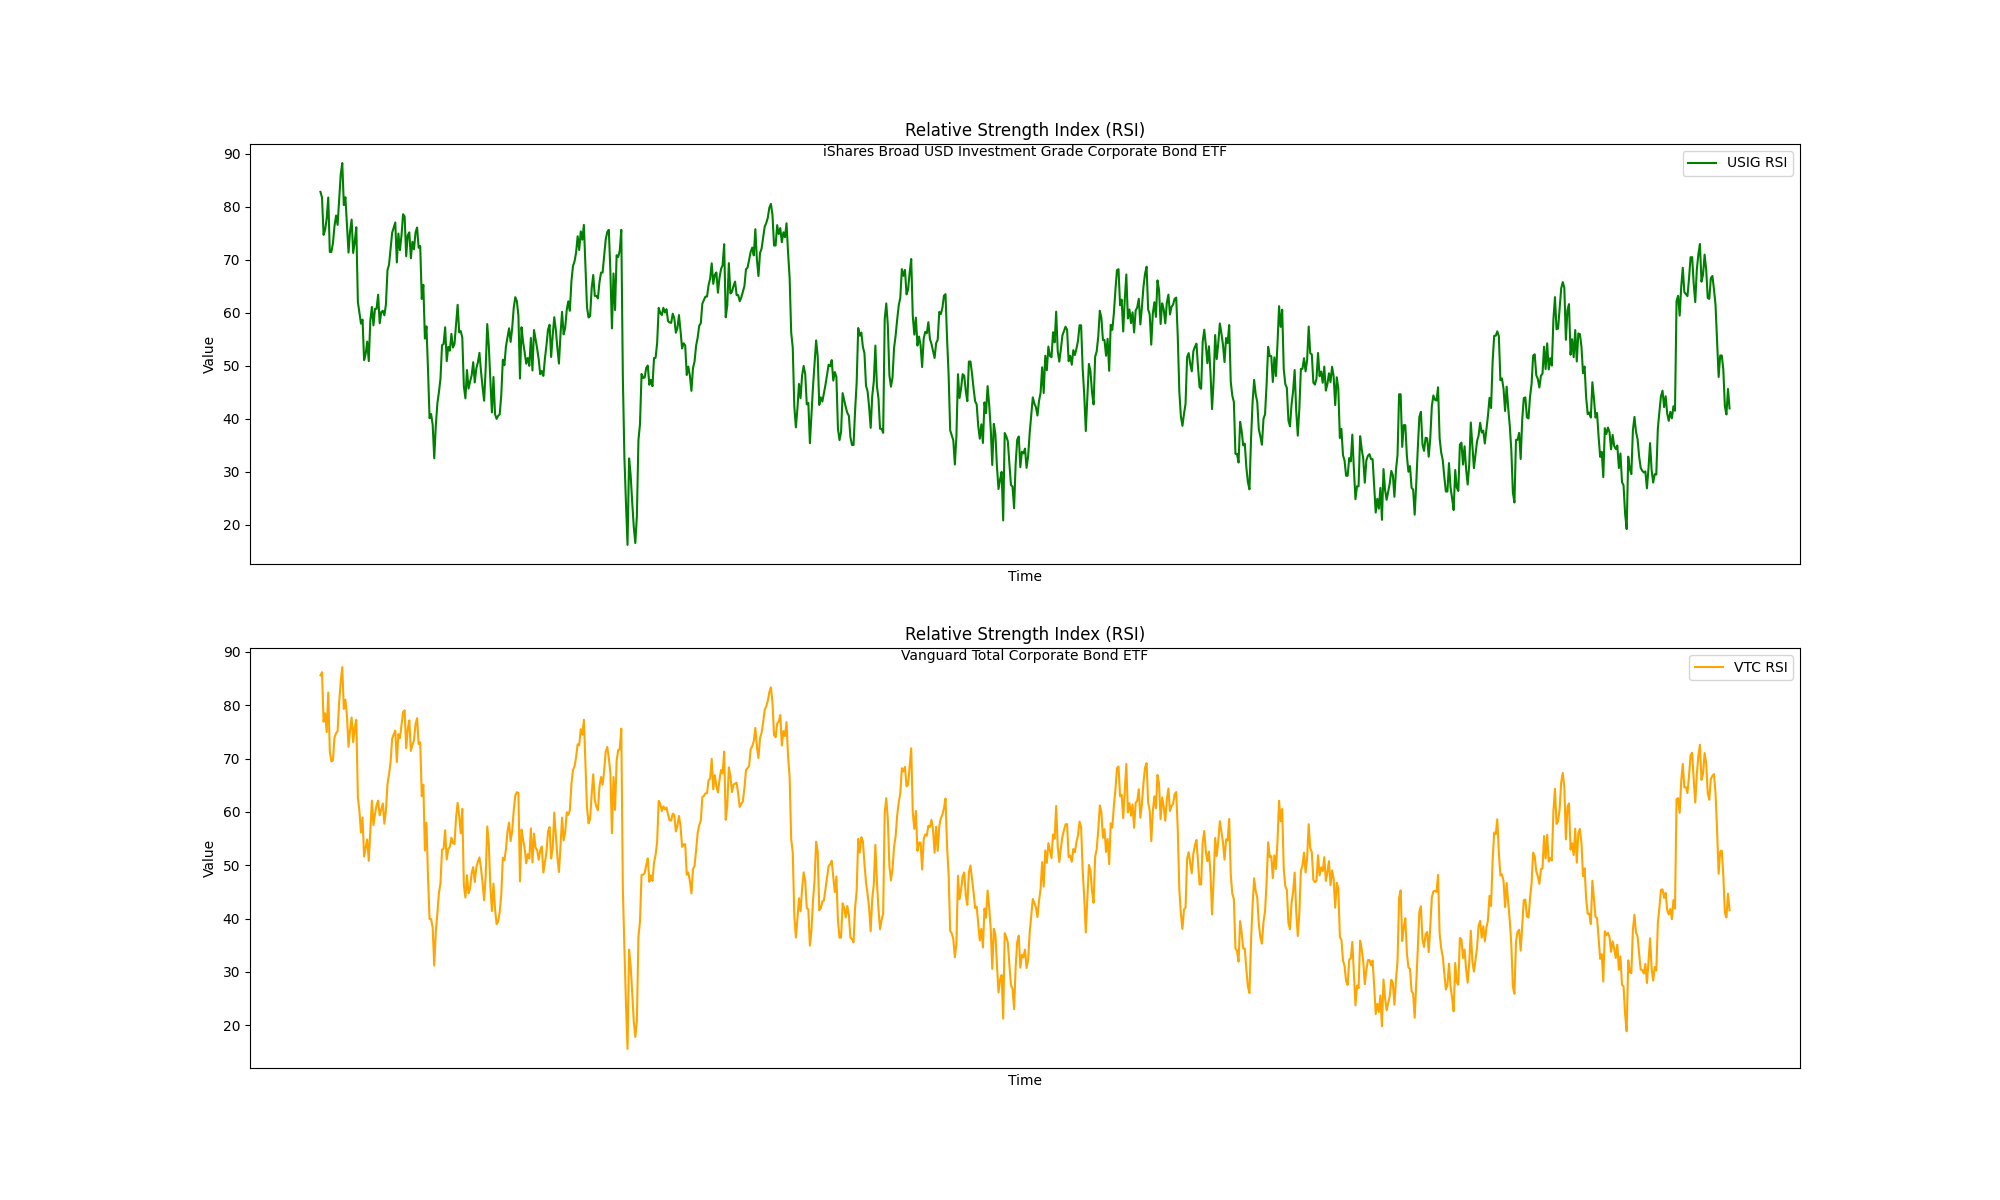 Relative Strength Index (RSI)
iShares Broad USD Investment Grade Corporate Bond ETF
USIG RSI
90
80
70
60
50
40
30
20
Value
Time
Relative Strength Index (RSI)
Vanguard Total Corporate Bond ETF
VTC RSI
90
80
70
60
50
40
30
20
Value
Time